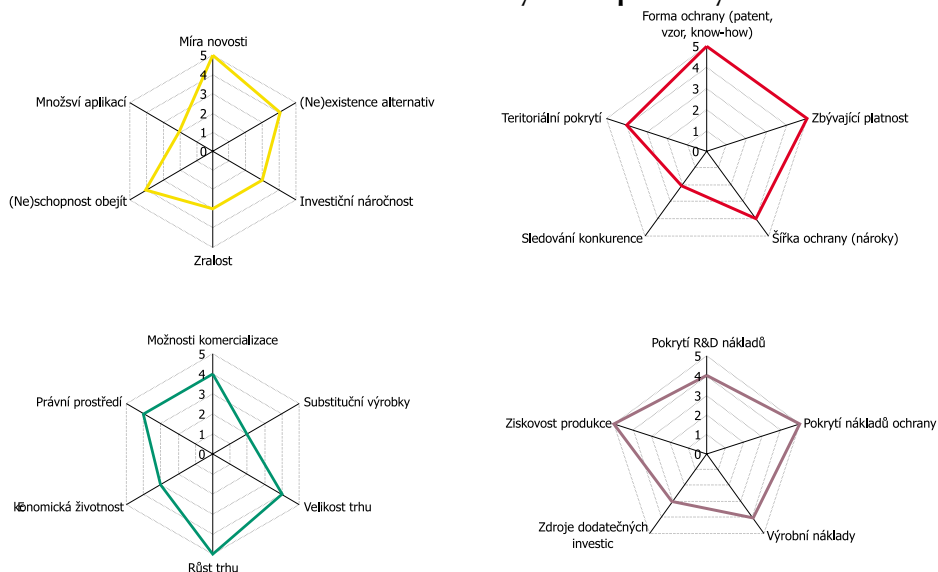 Míra novosti
5
4
3
2
1
0
(Ne)existence alternativ
Investiční náročnost
Zralost
(Ne)schopnost obejít
Množsví aplikací
Forma ochrany (patent,
vzor, know-how)
5
4
3
2
1
0
Zbývající platnost
Šířka ochrany (nároky)
Sledování konkurence
Teritoriální pokrytí
Možnosti komercializace
5
4
3
2
1
0
Substituční výrobky
Velikost trhu
Růst trhu
Ekonomická životnost
Právní prostředí
Pokrytí R&D nákladů
5
4
3
2
1
0
Pokrytí nákladů ochrany
Výrobní náklady
Zdroje dodatečných
investic
Ziskovost produkce